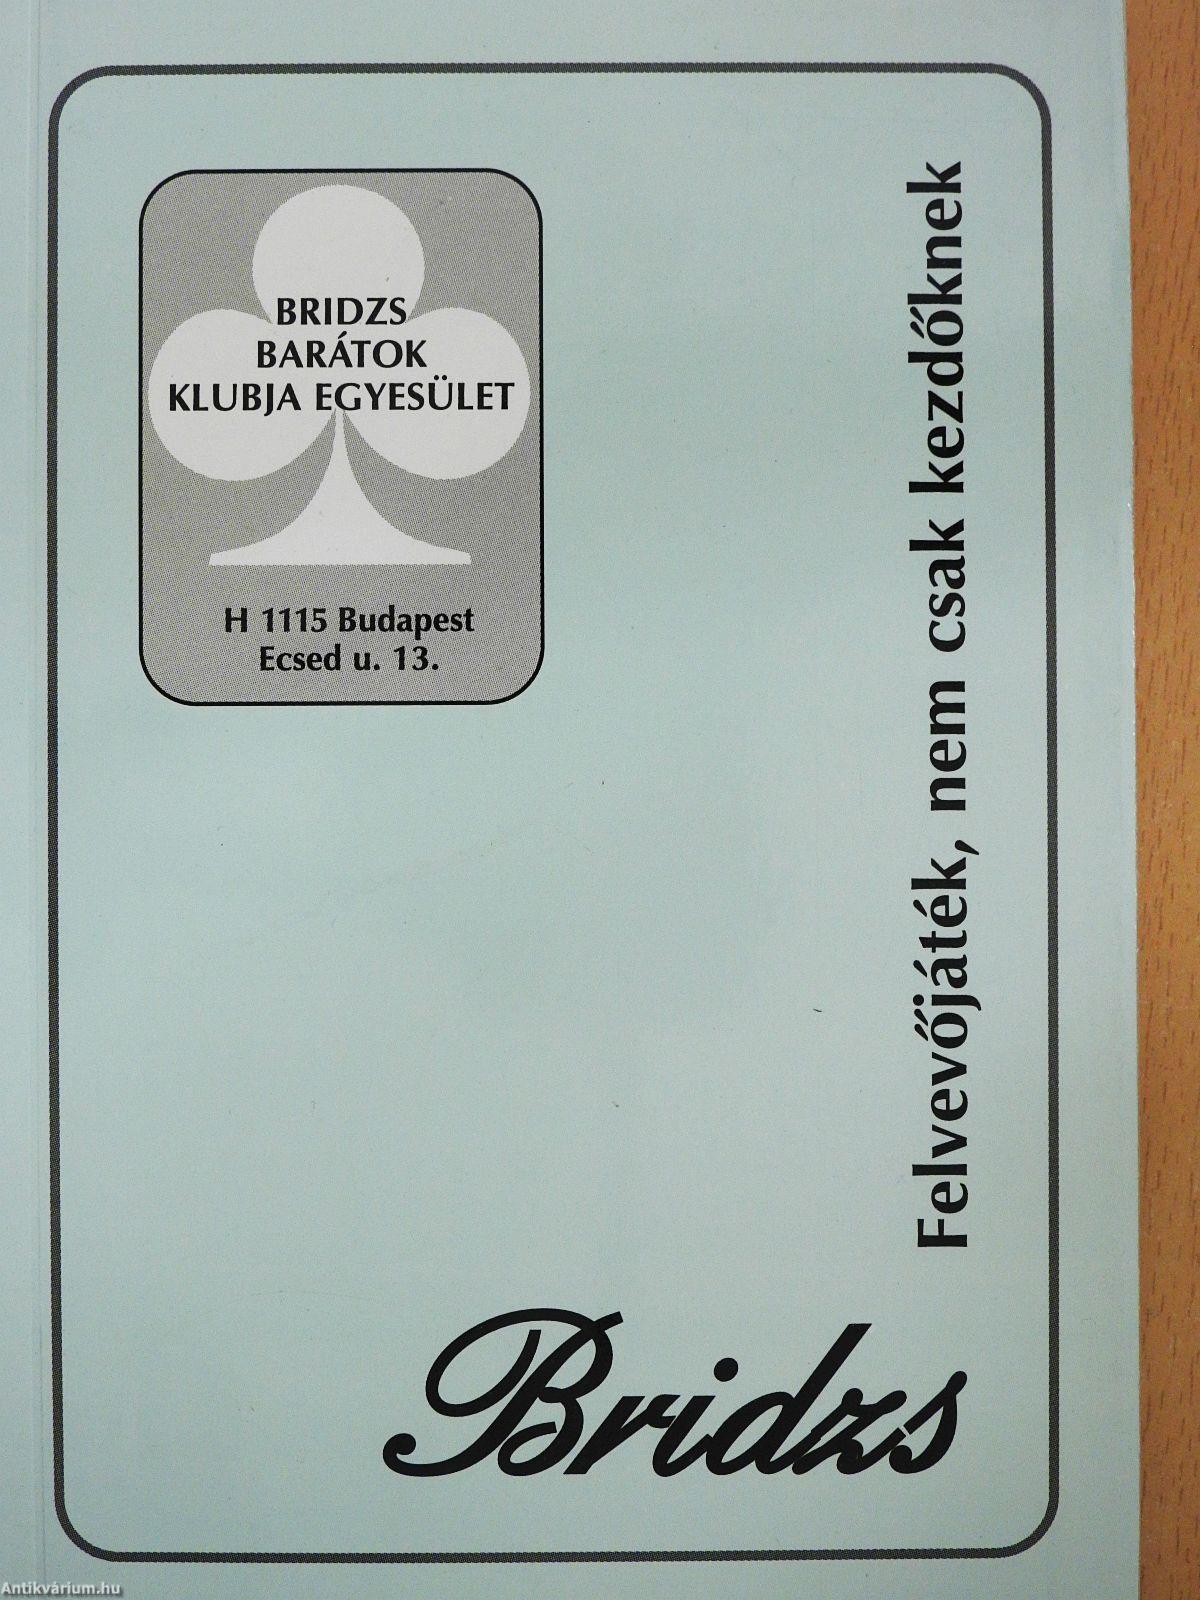 BRIDZS
BARÁTOK
KLUBJA EGYESÜLET
H 1115 Budapest
Ecsed u. 13.
Felvevőjáték, nem csak kezdőknek
Bridzs
Antikvárium.hu